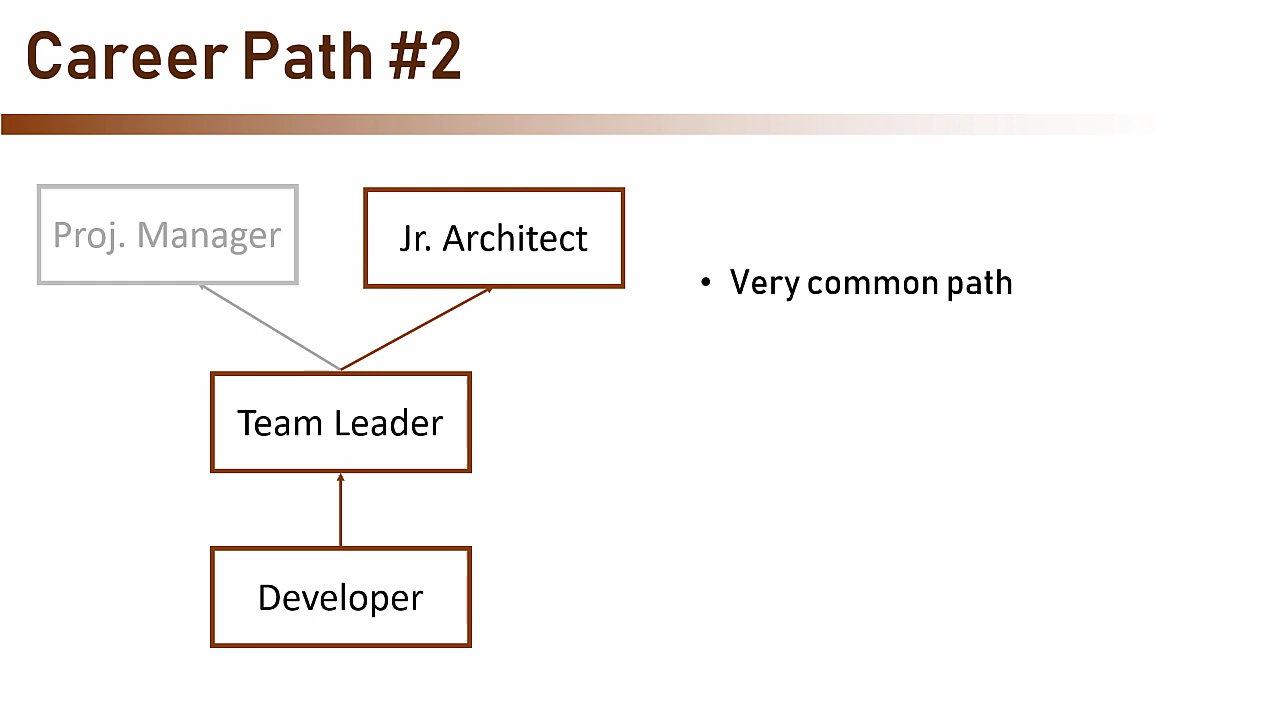 Career Path #2
Proj. Manager
Jr. Architect
• Very common path
Team Leader
Developer